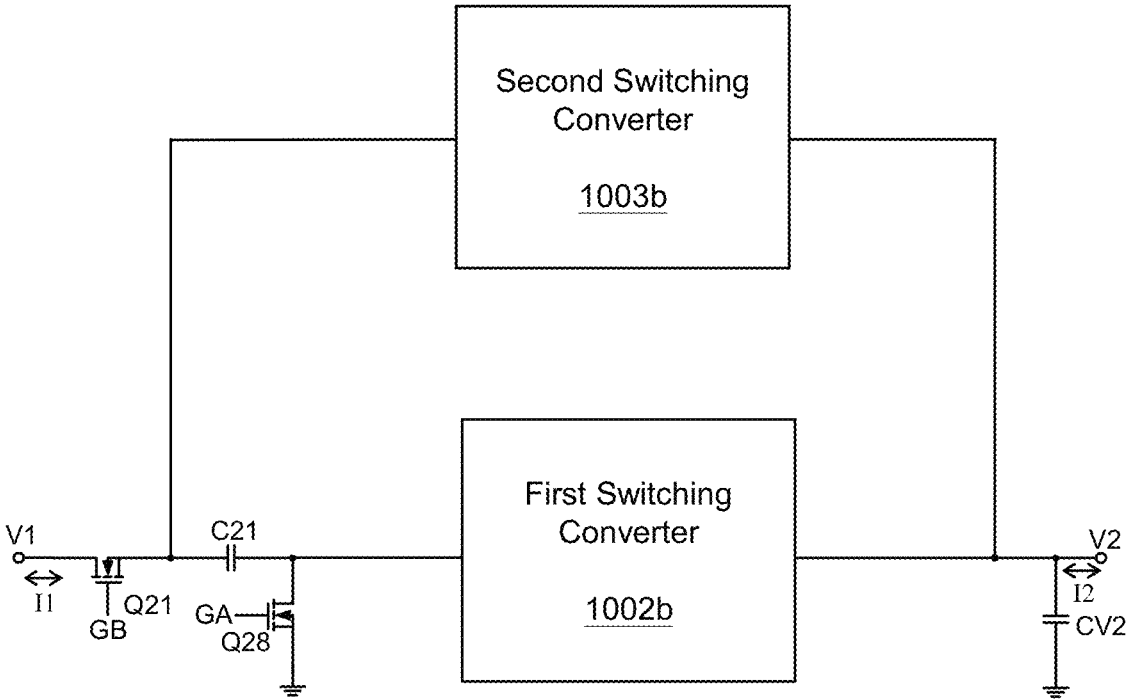 Second Switching
Converter
1003b
First Switching
Converter
1002b
V1
I1
GB
Q21
C21
GA
Q28
V2
I2
CV2